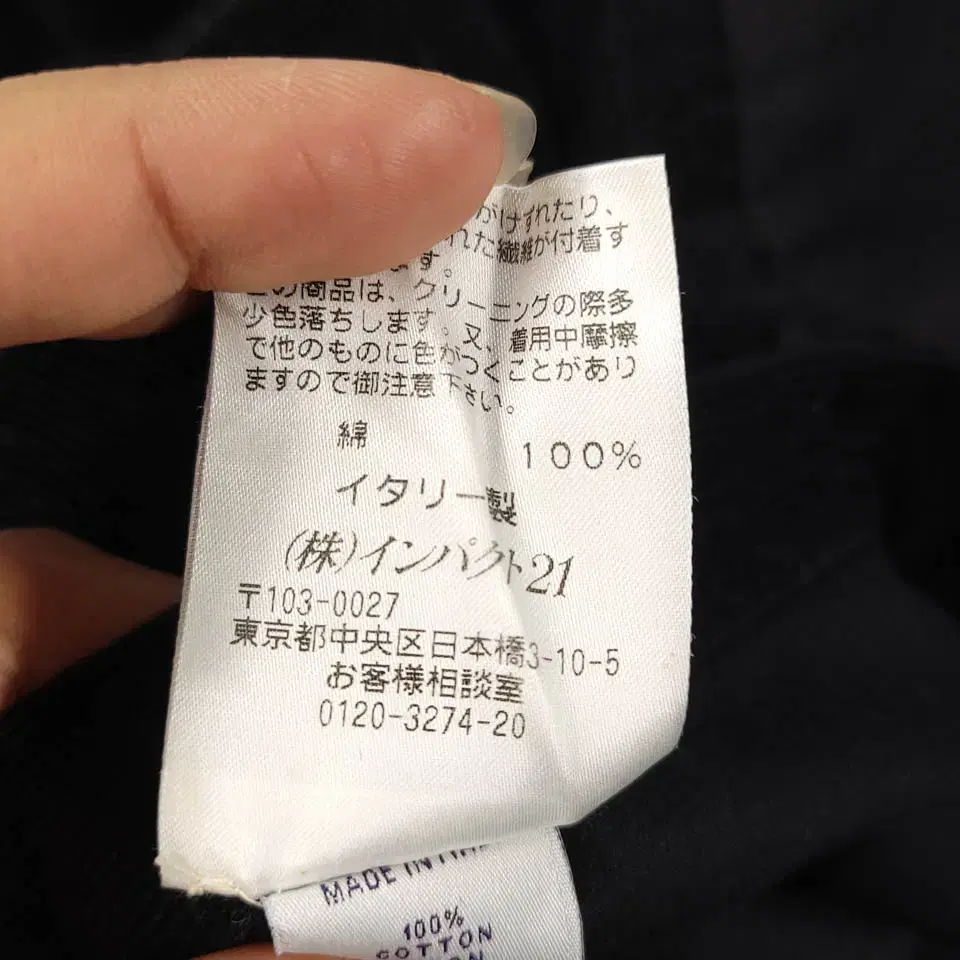 がけずれたり、
れた繊維が付着す
ます。
この商品は、クリーニングの際多
少色落ちします。又、着用中摩擦
で他のものに色がつくことがあり
ますので御注意下さい。
綿 100%
イタリー製
(株)インパクト21
〒103-0027
東京都中央区日本橋3-10-5
お客様相談室
0120-3274-20
MADE IN
100%
COTTON